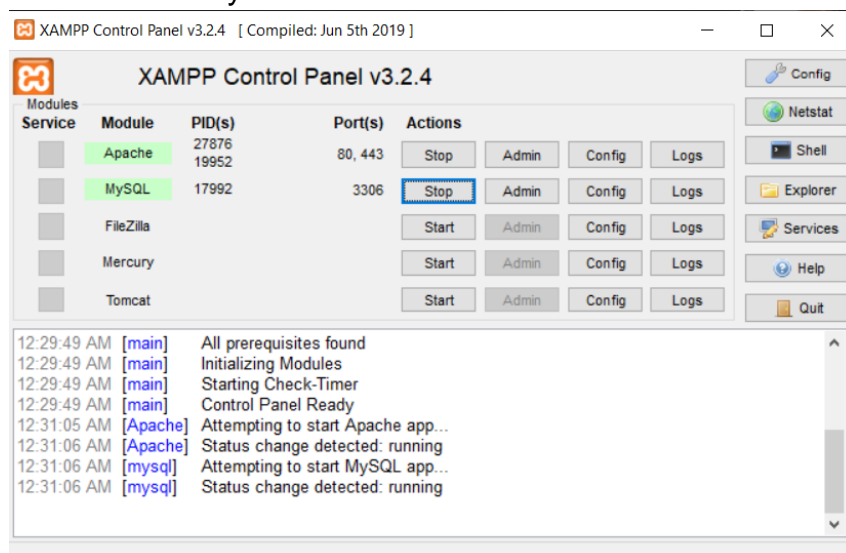 XAMPP Control Panel v3.2.4 [ Compiled: Jun 5th 2019 ]
XAMPP Control Panel v3.2.4
Config
Modules
Service Module PID(s) Port(s) Actions
Netstat
Apache 27876 19952 80, 443 Stop Admin Config Logs
Shell
MySQL 17992 3306 Stop Admin Config Logs
Explorer
FileZilla Start Admin Config Logs
Services
Mercury Start Admin Config Logs
Help
Tomcat Start Admin Config Logs
Quit
12:29:49 AM [main] All prerequisites found
12:29:49 AM [main] Initializing Modules
12:29:49 AM [main] Starting Check-Timer
12:29:49 AM [main] Control Panel Ready
12:31:05 AM [Apache] Attempting to start Apache app...
12:31:06 AM [Apache] Status change detected: running
12:31:06 AM [mysql] Attempting to start MySQL app...
12:31:06 AM [mysql] Status change detected: running